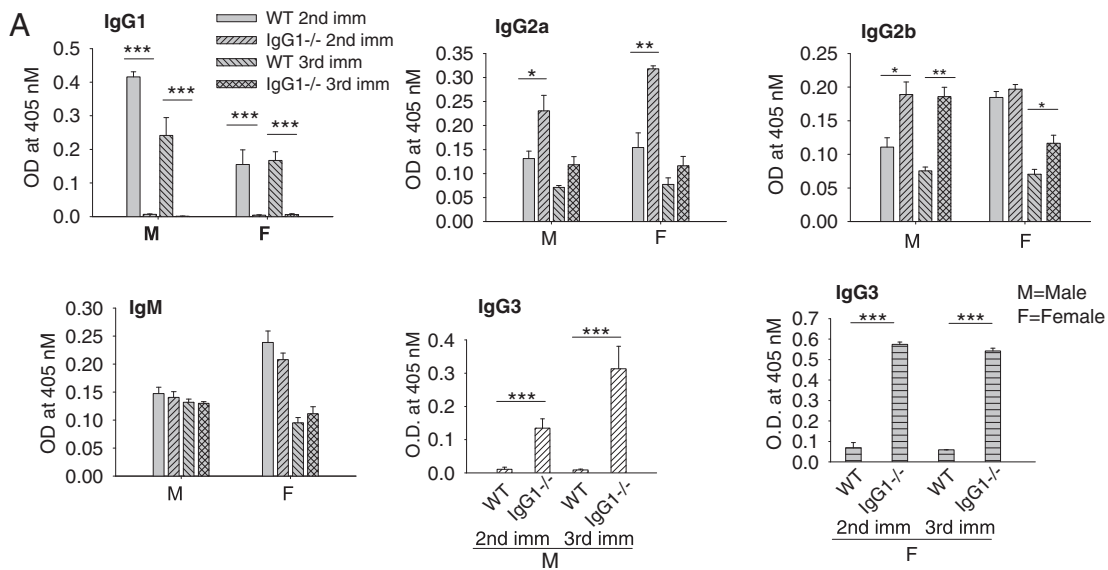 A
IgG1
WT 2nd imm
IgG1-/- 2nd imm
WT 3rd imm
IgG1-/- 3rd imm
OD at 405 nM
0.5
0.4
0.3
0.2
0.1
0.0
***
***
***
***
M
F
IgG2a
OD at 405 nM
0.35
0.30
0.25
0.20
0.15
0.10
0.05
0.00
*
**
M
F
IgG2b
OD at 405 nM
0.25
0.20
0.15
0.10
0.05
0.00
*
**
*
M
F
IgM
OD at 405 nM
0.30
0.25
0.20
0.15
0.10
0.05
0.00
M
F
IgG3
O.D. at 405 nM
0.4
0.3
0.2
0.1
0.0
***
***
WT
IgG1-/-
WT
IgG1-/-
2nd imm
3rd imm
M
IgG3
M=Male
F=Female
O.D. at 405 nM
0.7
0.6
0.5
0.4
0.3
0.2
0.1
0.0
***
***
WT
IgG1-/-
WT
IgG1-/-
2nd imm
3rd imm
F